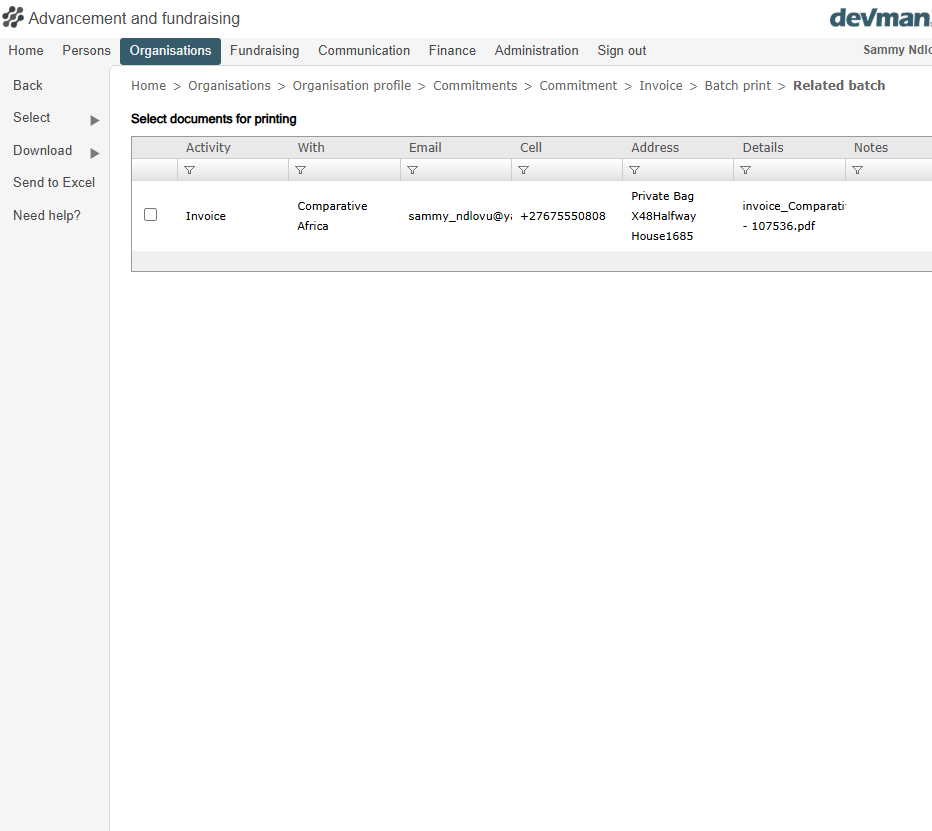 Advancement and fundraising
devman
Home Persons Organisations Fundraising Communication Finance Administration Sign out
Sammy Ndlo
Back
Select
Download
Send to Excel
Need help?
Home > Organisations > Organisation profile > Commitments > Commitment > Invoice > Batch print > Related batch
Select documents for printing
Activity With Email Cell Address Details Notes
Invoice
Comparative
Africa
sammy_ndlovu@ya
+27675550808
Private Bag
X48Halfway
House1685
invoice_Comparati
- 107536.pdf